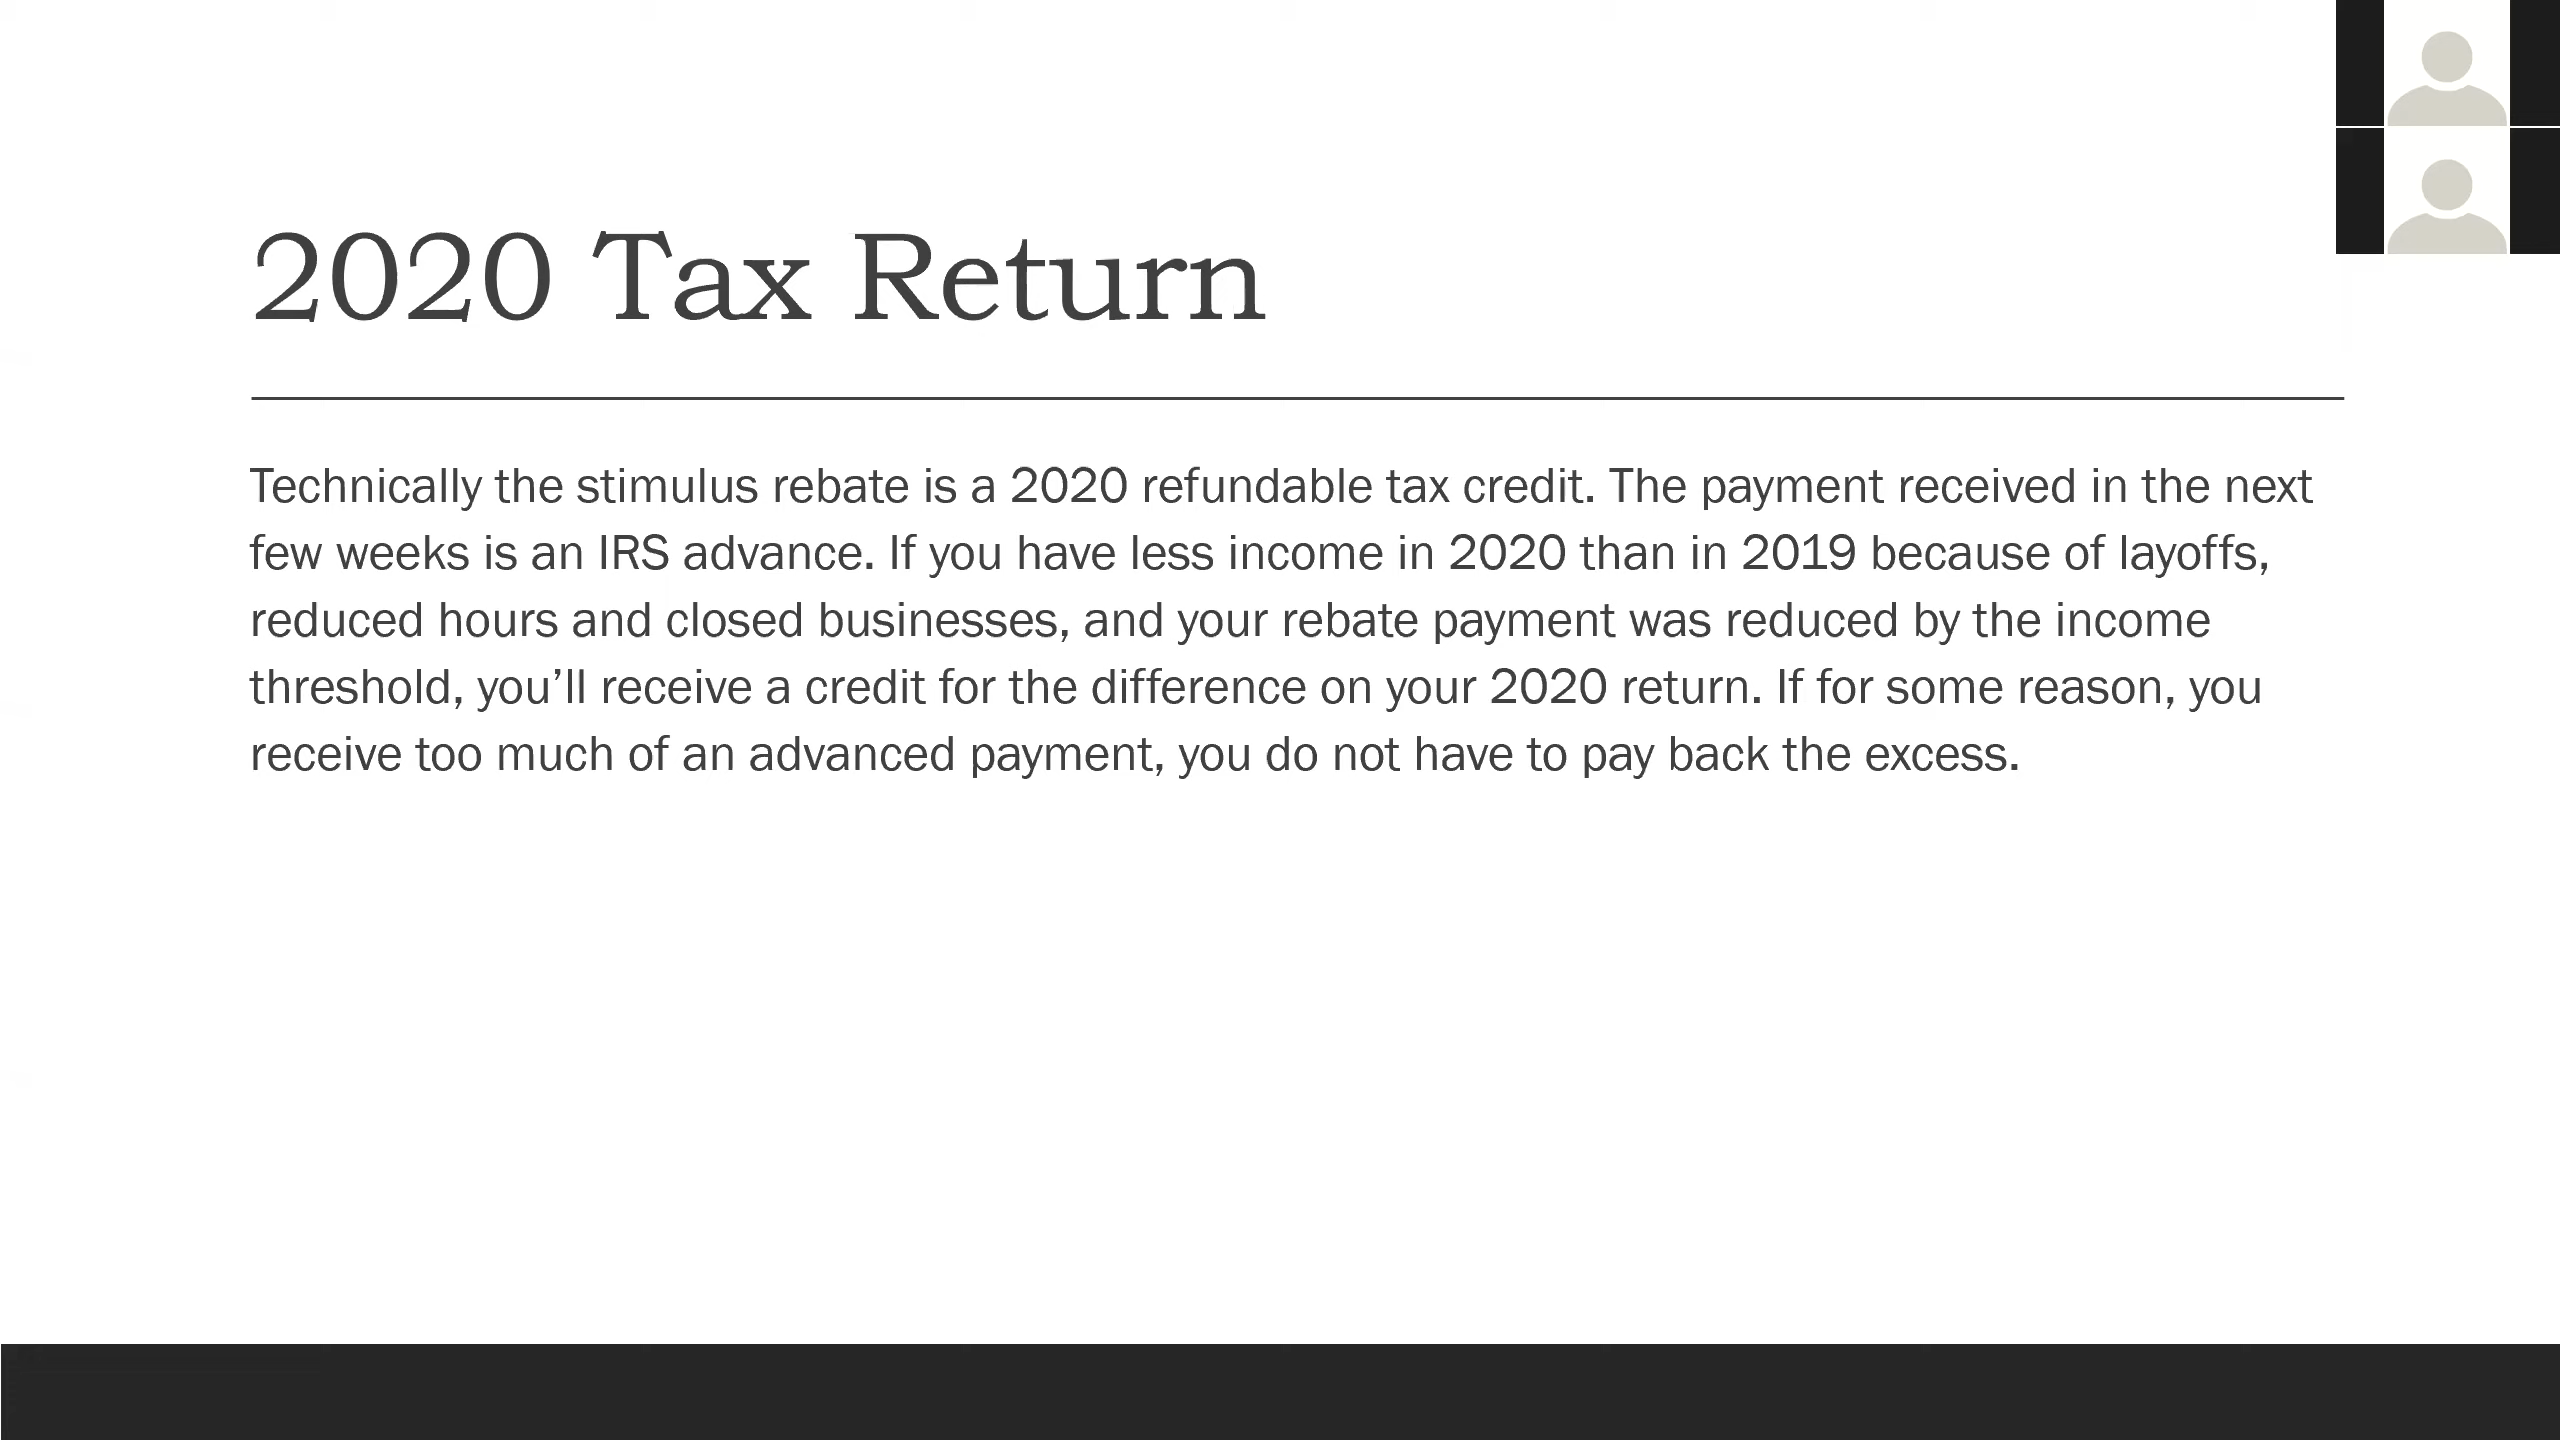 2020 Tax Return
Technically the stimulus rebate is a 2020 refundable tax credit. The payment received in the next
few weeks is an IRS advance. If you have less income in 2020 than in 2019 because of layoffs,
reduced hours and closed businesses, and your rebate payment was reduced by the income
threshold, you’ll receive a credit for the difference on your 2020 return. If for some reason, you
receive too much of an advanced payment, you do not have to pay back the excess.